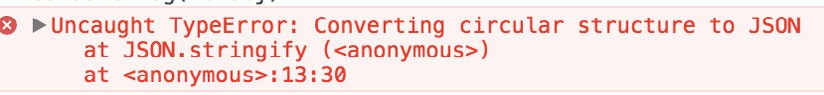 Uncaught TypeError: Converting circular structure to JSON
at JSON.stringify (<anonymous>)
at <anonymous>:13:30